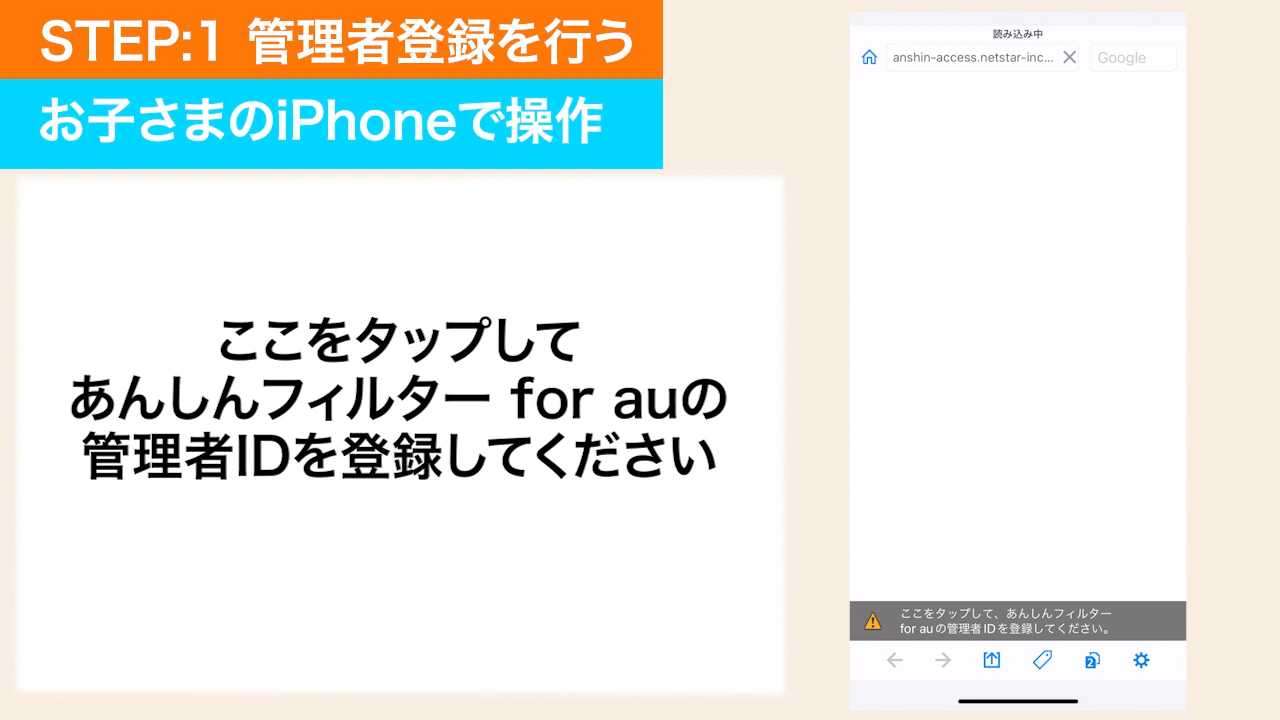 STEP:1 管理者登録を行う
お子さまのiPhoneで操作
ここをタップして
あんしんフィルター for auの
管理者IDを登録してください
読み込み中
anshin-access.netstar-inc...
Google
ここをタップして、あんしんフィルター
for auの管理者IDを登録してください。
2